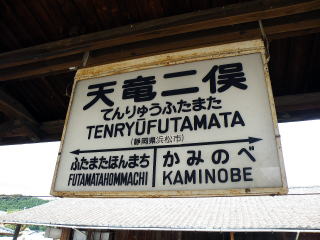 天竜二俣
てんりゅうふたまた
TENRYŪFUTAMATA
(静岡県浜松市)
ふたまたほんまち かみのべ
FUTAMATAHOMMACHI KAMINOBE